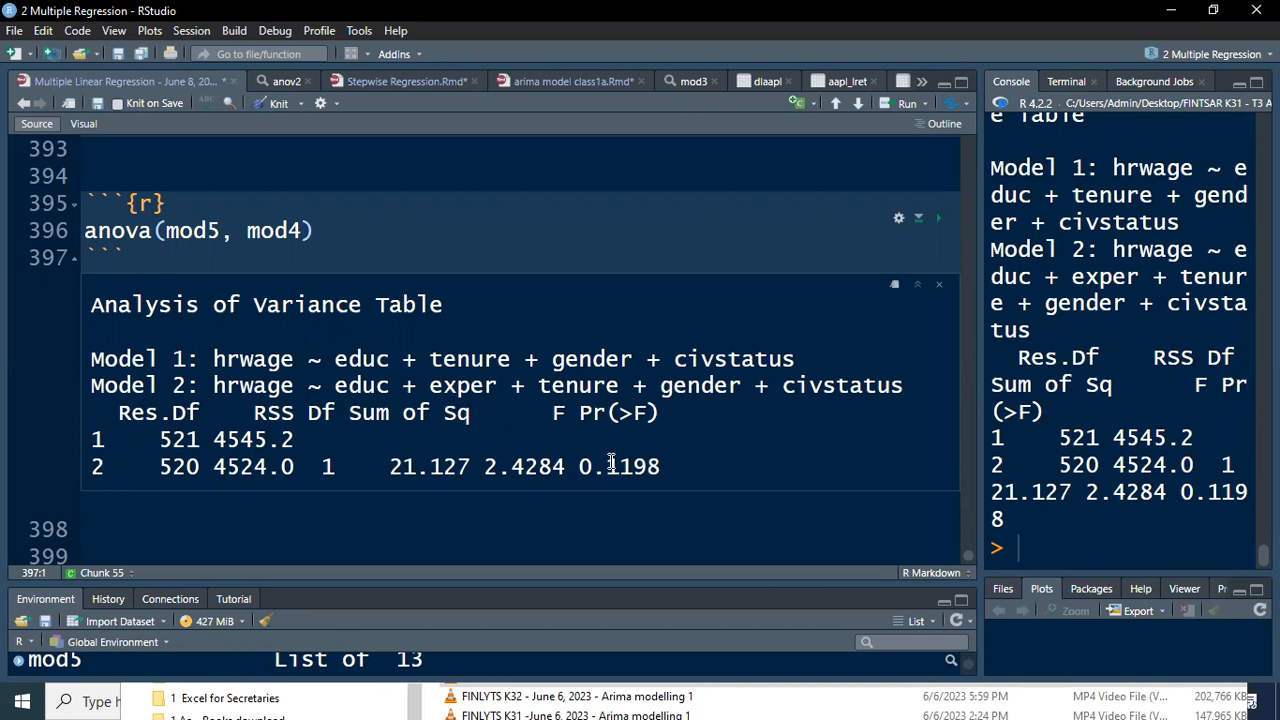 2 Multiple Regression - RStudio
File Edit Code View Plots Session Build Debug Profile Tools Help
Go to file/function Addins 2 Multiple Regression
Multiple Linear Regression - June 8, 20... anov2 Stepwise Regression.Rmd* arima model class1a.Rmd* mod3 dlaapl aapl_lret
Knit on Save ABC Knit Run
Source Visual Outline
393
394
395 ```{r}
396 anova(mod5, mod4)
397 ```
Analysis of Variance Table
Model 1: hrwage ~ educ + tenure + gender + civstatus
Model 2: hrwage ~ educ + exper + tenure + gender + civstatus
Res.Df RSS Df Sum of Sq F Pr(>F)
1 521 4545.2
2 520 4524.0 1 21.127 2.4284 0.1198
398
399
397:1 Chunk 55 R Markdown
Environment History Connections Tutorial
Import Dataset 427 MiB List
R Global Environment
mod5 List of 13
Console Terminal Background Jobs
R 4.2.2 C:/Users/Admin/Desktop/FINTSAR K31 - T3 A
e Table
Model 1: hrwage ~ e
duc + tenure + gend
er + civstatus
Model 2: hrwage ~ e
duc + exper + tenur
e + gender + civsta
tus
Res.Df RSS Df
Sum of Sq F Pr
(>F)
1 521 4545.2
2 520 4524.0 1
21.127 2.4284 0.119
8
>
Files Plots Packages Help Viewer Pr
Zoom Export
Type h
1 Excel for Secretaries
FINLYTS K32 - June 6, 2023 - Arima modelling 1 6/6/2023 5:59 PM MP4 Video File (V... 202,766 KB
FINLYTS K31 -June 6, 2023 - Arima modelling 1 6/6/2023 2:24 PM MP4 Video File (V... 147,965 KB